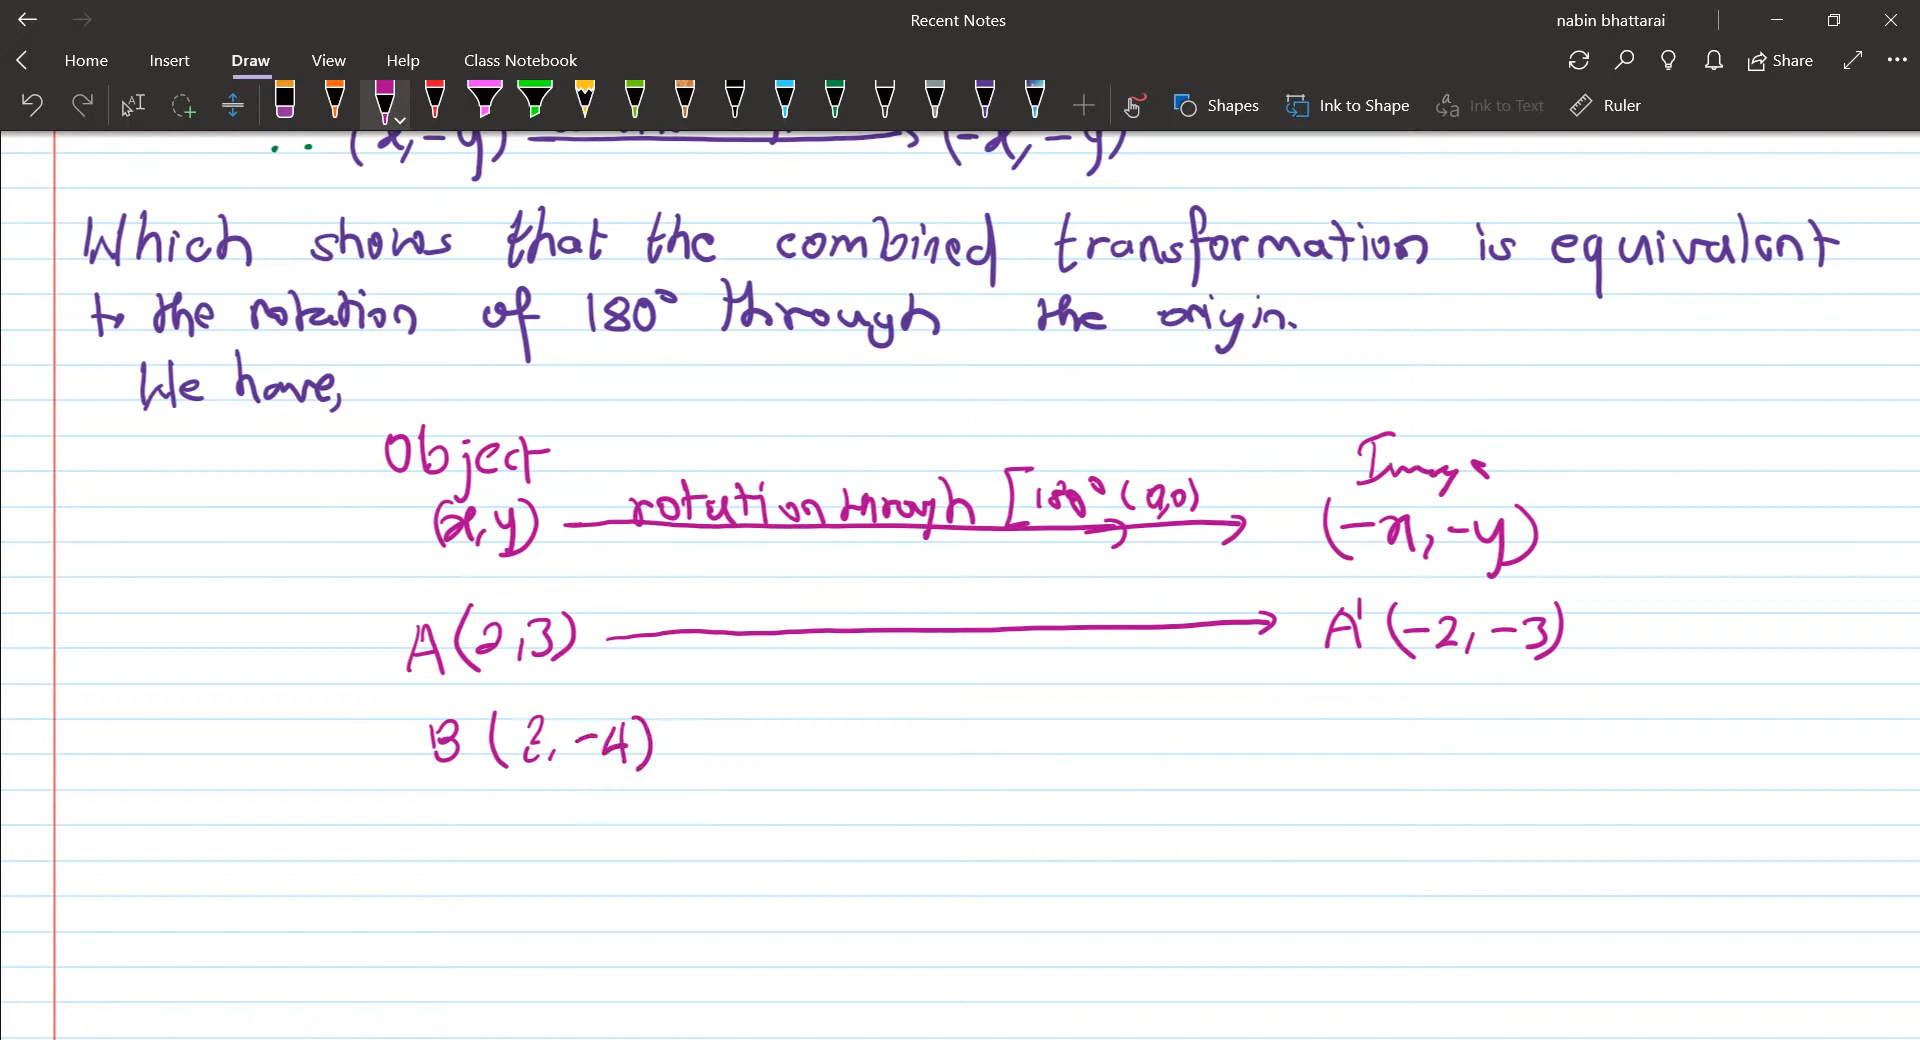 Recent Notes
nabin bhattarai
Home Insert Draw View Help Class Notebook
Share
Shapes Ink to Shape Ink to Text Ruler
∴ (x, -y) (-x, -y)
Which shows that the combined transformation is equivalent
to the rotation of 180° through the origin.
We have,
Object Image
(x, y) rotation through [180° (0,0) (-x, -y)
A (2,3) A' (-2, -3)
B (2, -4)